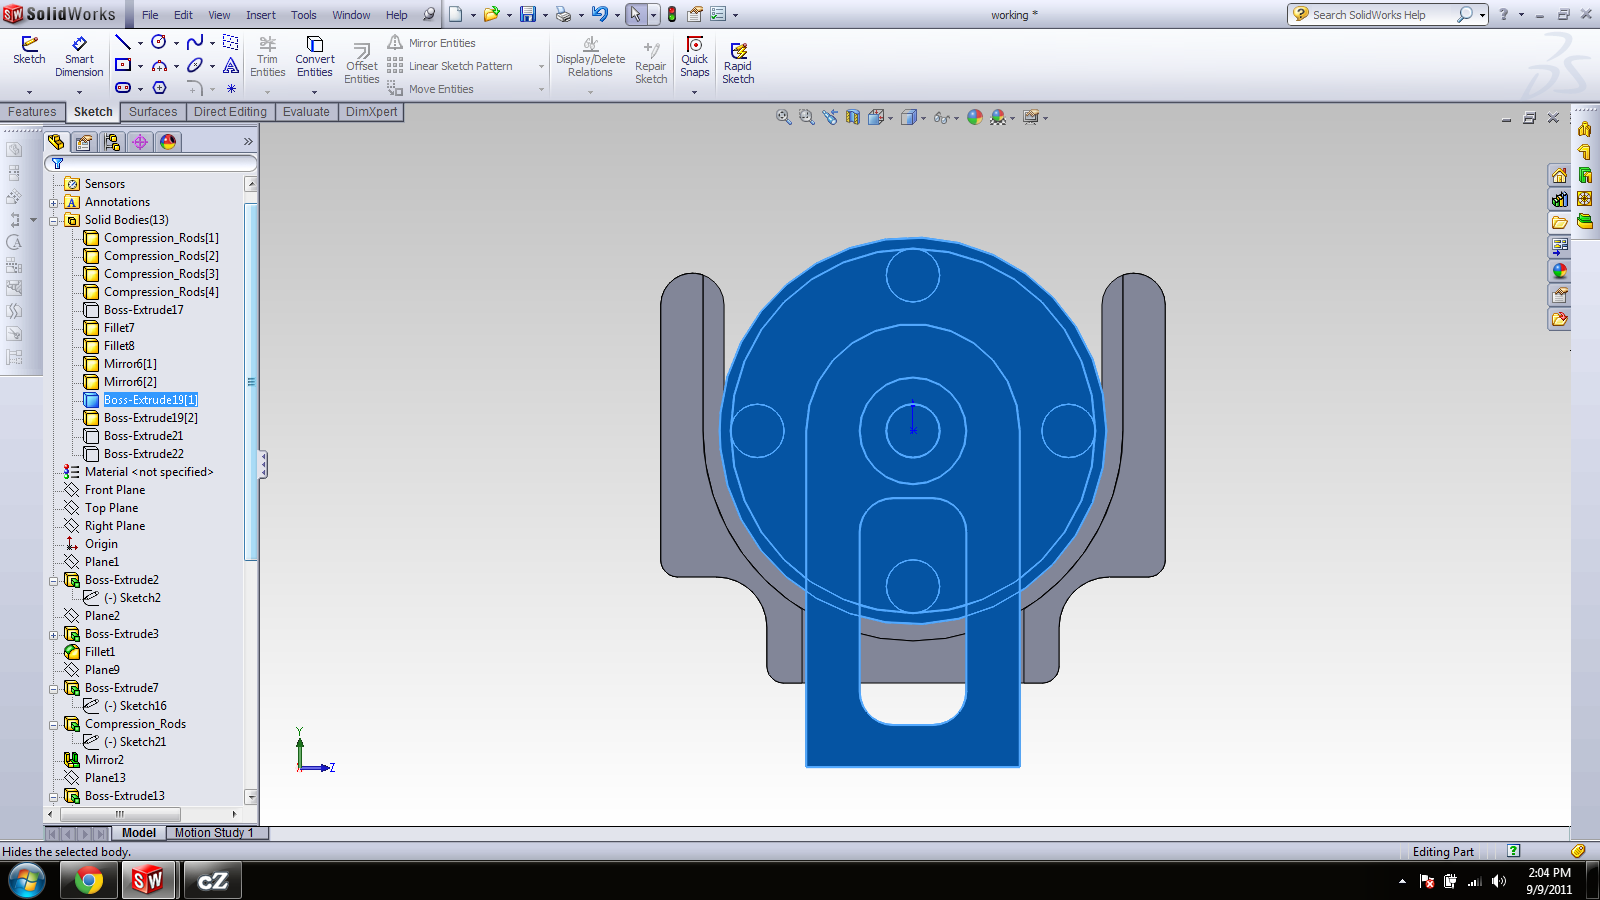 SW SolidWorks File Edit View Insert Tools Window Help working * Search SolidWorks Help
Sketch Smart Dimension Trim Entities Convert Entities Offset Entities Mirror Entities Linear Sketch Pattern Move Entities Display/Delete Relations Repair Sketch Quick Snaps Rapid Sketch
Features Sketch Surfaces Direct Editing Evaluate DimXpert
Sensors
Annotations
Solid Bodies(13)
Compression_Rods[1]
Compression_Rods[2]
Compression_Rods[3]
Compression_Rods[4]
Boss-Extrude17
Fillet7
Fillet8
Mirror6[1]
Mirror6[2]
Boss-Extrude19[1]
Boss-Extrude19[2]
Boss-Extrude21
Boss-Extrude22
Material <not specified>
Front Plane
Top Plane
Right Plane
Origin
Plane1
Boss-Extrude2
(-) Sketch2
Plane2
Boss-Extrude3
Fillet1
Plane9
Boss-Extrude7
(-) Sketch16
Compression_Rods
(-) Sketch21
Mirror2
Plane13
Boss-Extrude13
Y
Z
Model Motion Study 1
Hides the selected body. Editing Part
SW cZ
2:04 PM
9/9/2011